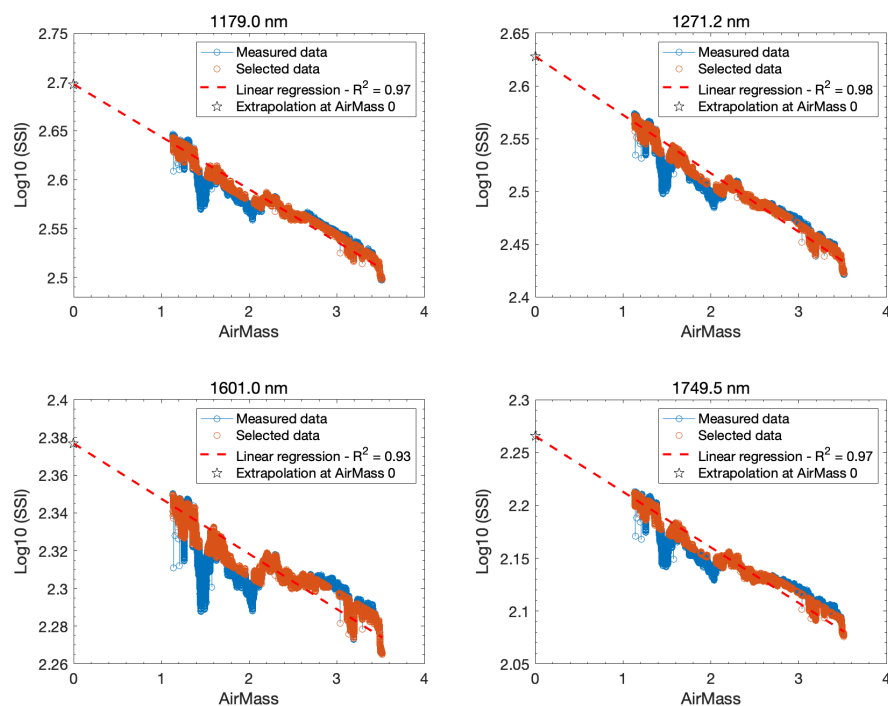 1179.0 nm
2.75
2.7
2.65
2.6
2.55
2.5
Log10 (SSI)
Measured data
Selected data
Linear regression - R² = 0.97
Extrapolation at AirMass 0
0 1 2 3 4
AirMass
1271.2 nm
2.65
2.6
2.55
2.5
2.45
2.4
Log10 (SSI)
Measured data
Selected data
Linear regression - R² = 0.98
Extrapolation at AirMass 0
0 1 2 3 4
AirMass
1601.0 nm
2.4
2.38
2.36
2.34
2.32
2.3
2.28
2.26
Log10 (SSI)
Measured data
Selected data
Linear regression - R² = 0.93
Extrapolation at AirMass 0
0 1 2 3 4
AirMass
1749.5 nm
2.3
2.25
2.2
2.15
2.1
2.05
Log10 (SSI)
Measured data
Selected data
Linear regression - R² = 0.97
Extrapolation at AirMass 0
0 1 2 3 4
AirMass